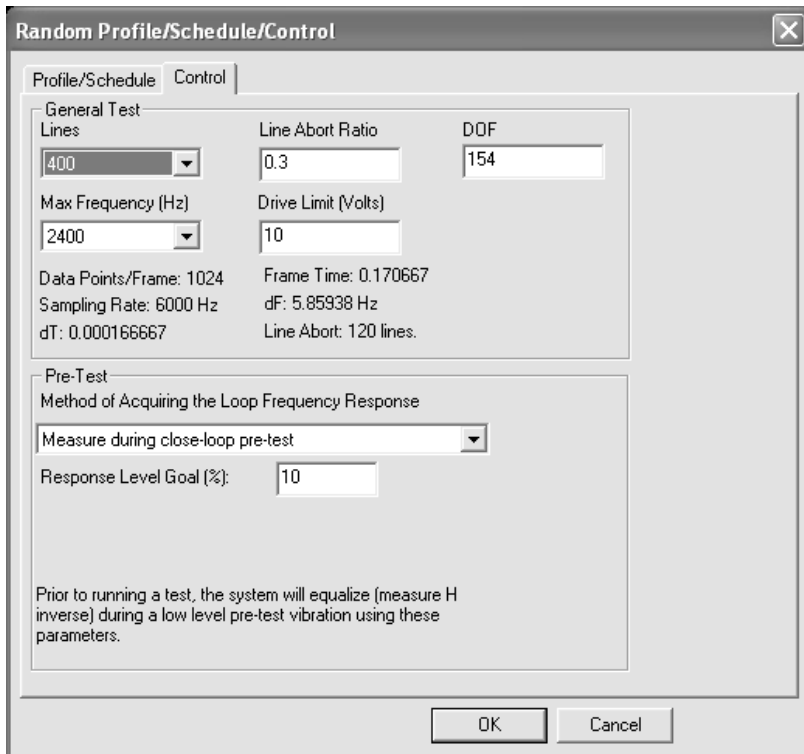 Random Profile/Schedule/Control
Profile/Schedule Control
General Test
Lines Line Abort Ratio DOF
400 0.3 154
Max Frequency (Hz) Drive Limit (Volts)
2400 10
Data Points/Frame: 1024 Frame Time: 0.170667
Sampling Rate: 6000 Hz dF: 5.85938 Hz
dT: 0.000166667 Line Abort: 120 lines.
Pre-Test
Method of Acquiring the Loop Frequency Response
Measure during close-loop pre-test
Response Level Goal (%): 10
Prior to running a test, the system will equalize (measure H
inverse) during a low level pre-test vibration using these
parameters.
OK Cancel